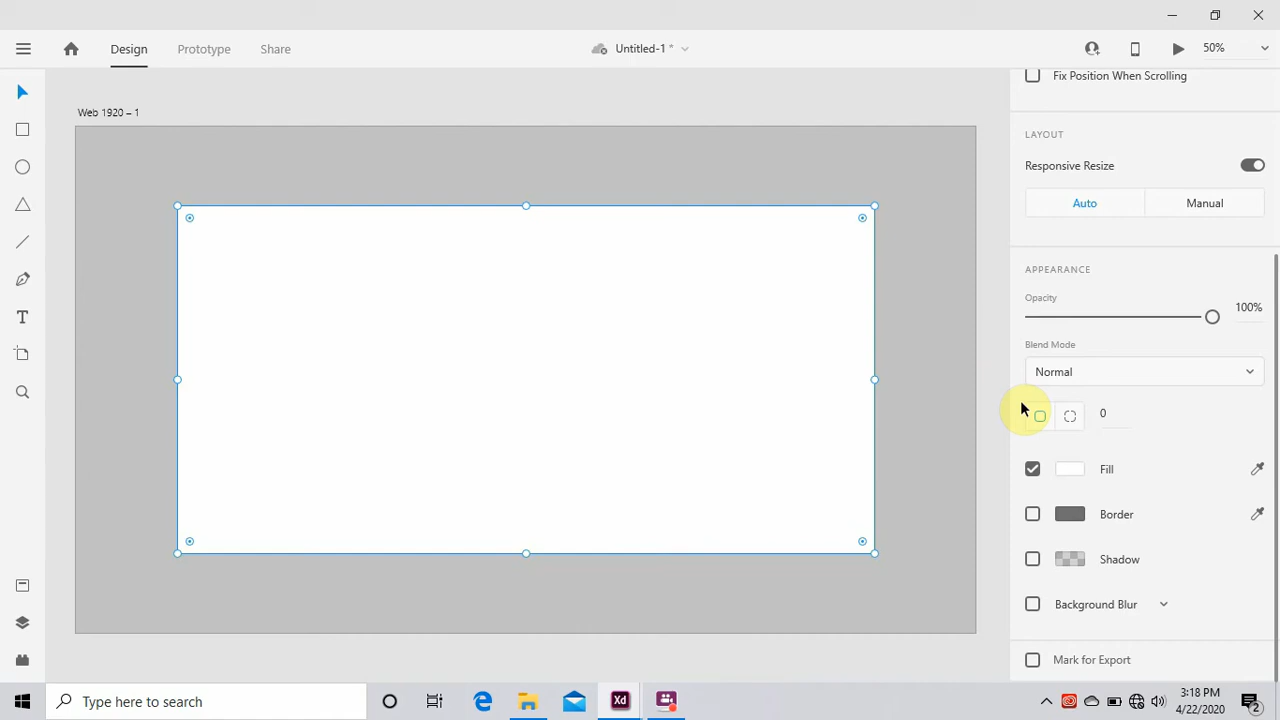 Design
Prototype
Share
Untitled-1 *
50%
Web 1920 – 1
Fix Position When Scrolling
LAYOUT
Responsive Resize
Auto
Manual
APPEARANCE
Opacity
100%
Blend Mode
Normal
0
Fill
Border
Shadow
Background Blur
Mark for Export
Type here to search
Xd
3:18 PM
4/22/2020
2